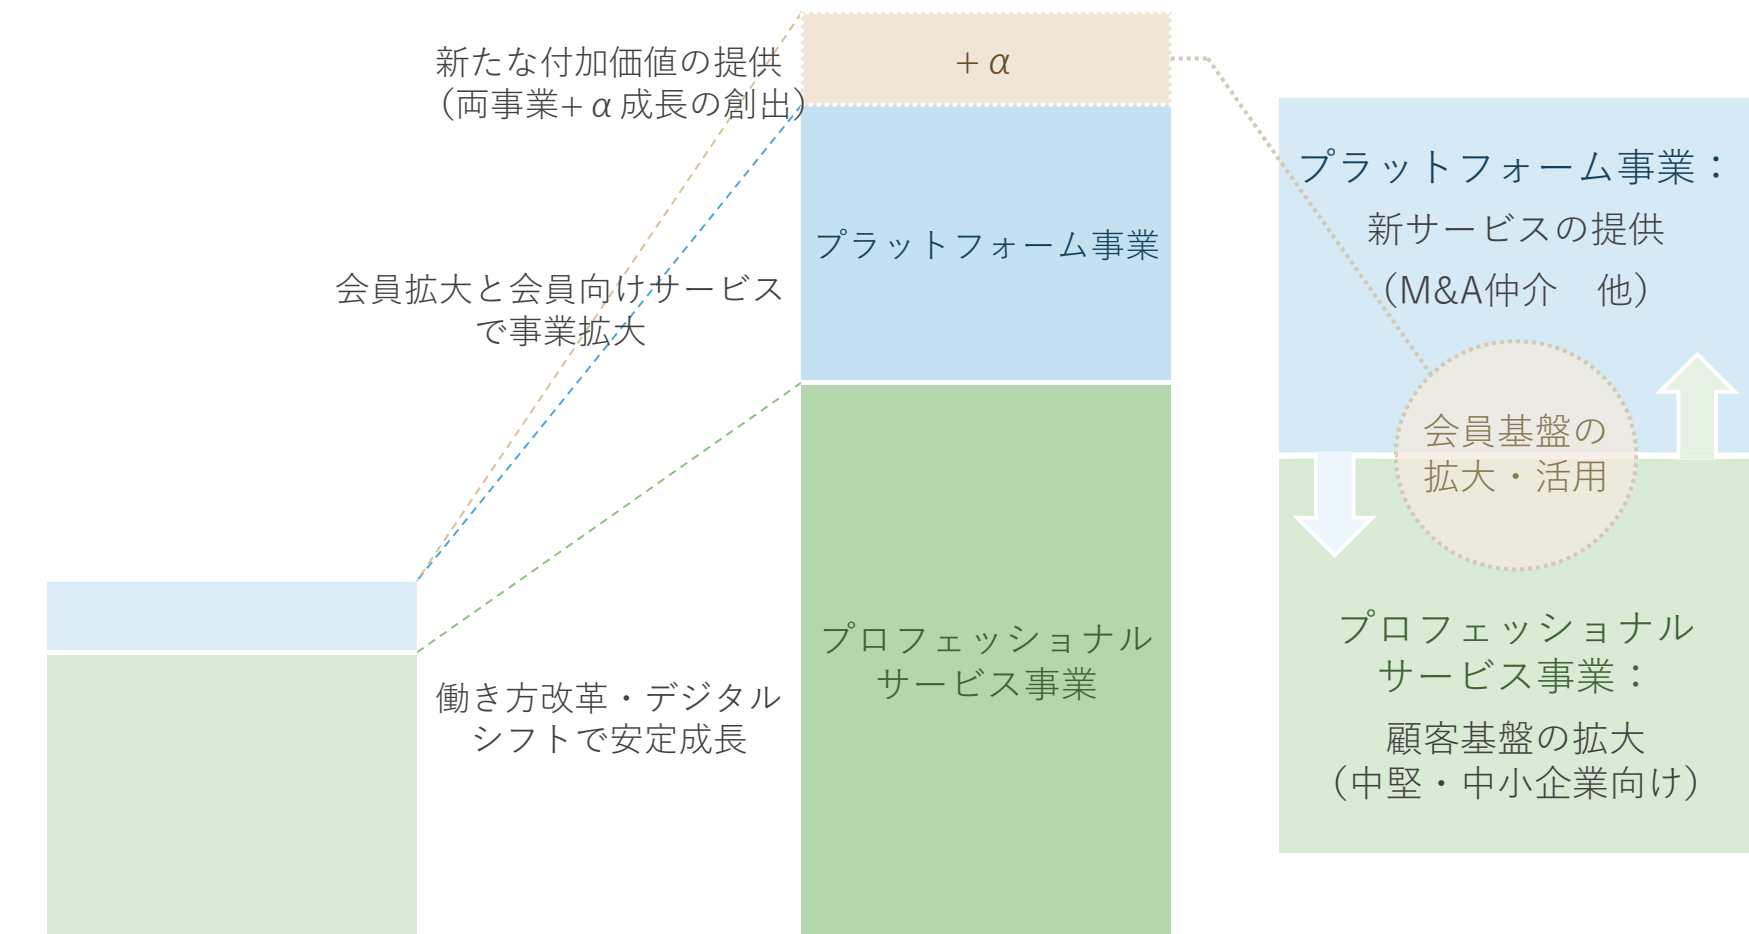 新たな付加価値の提供
（両事業+α成長の創出）
会員拡大と会員向けサービス
で事業拡大
働き方改革・デジタル
シフトで安定成長
+α
プラットフォーム事業
プロフェッショナル
サービス事業
プラットフォーム事業：
新サービスの提供
（M&A仲介　他）
会員基盤の
拡大・活用
プロフェッショナル
サービス事業：
顧客基盤の拡大
（中堅・中小企業向け）